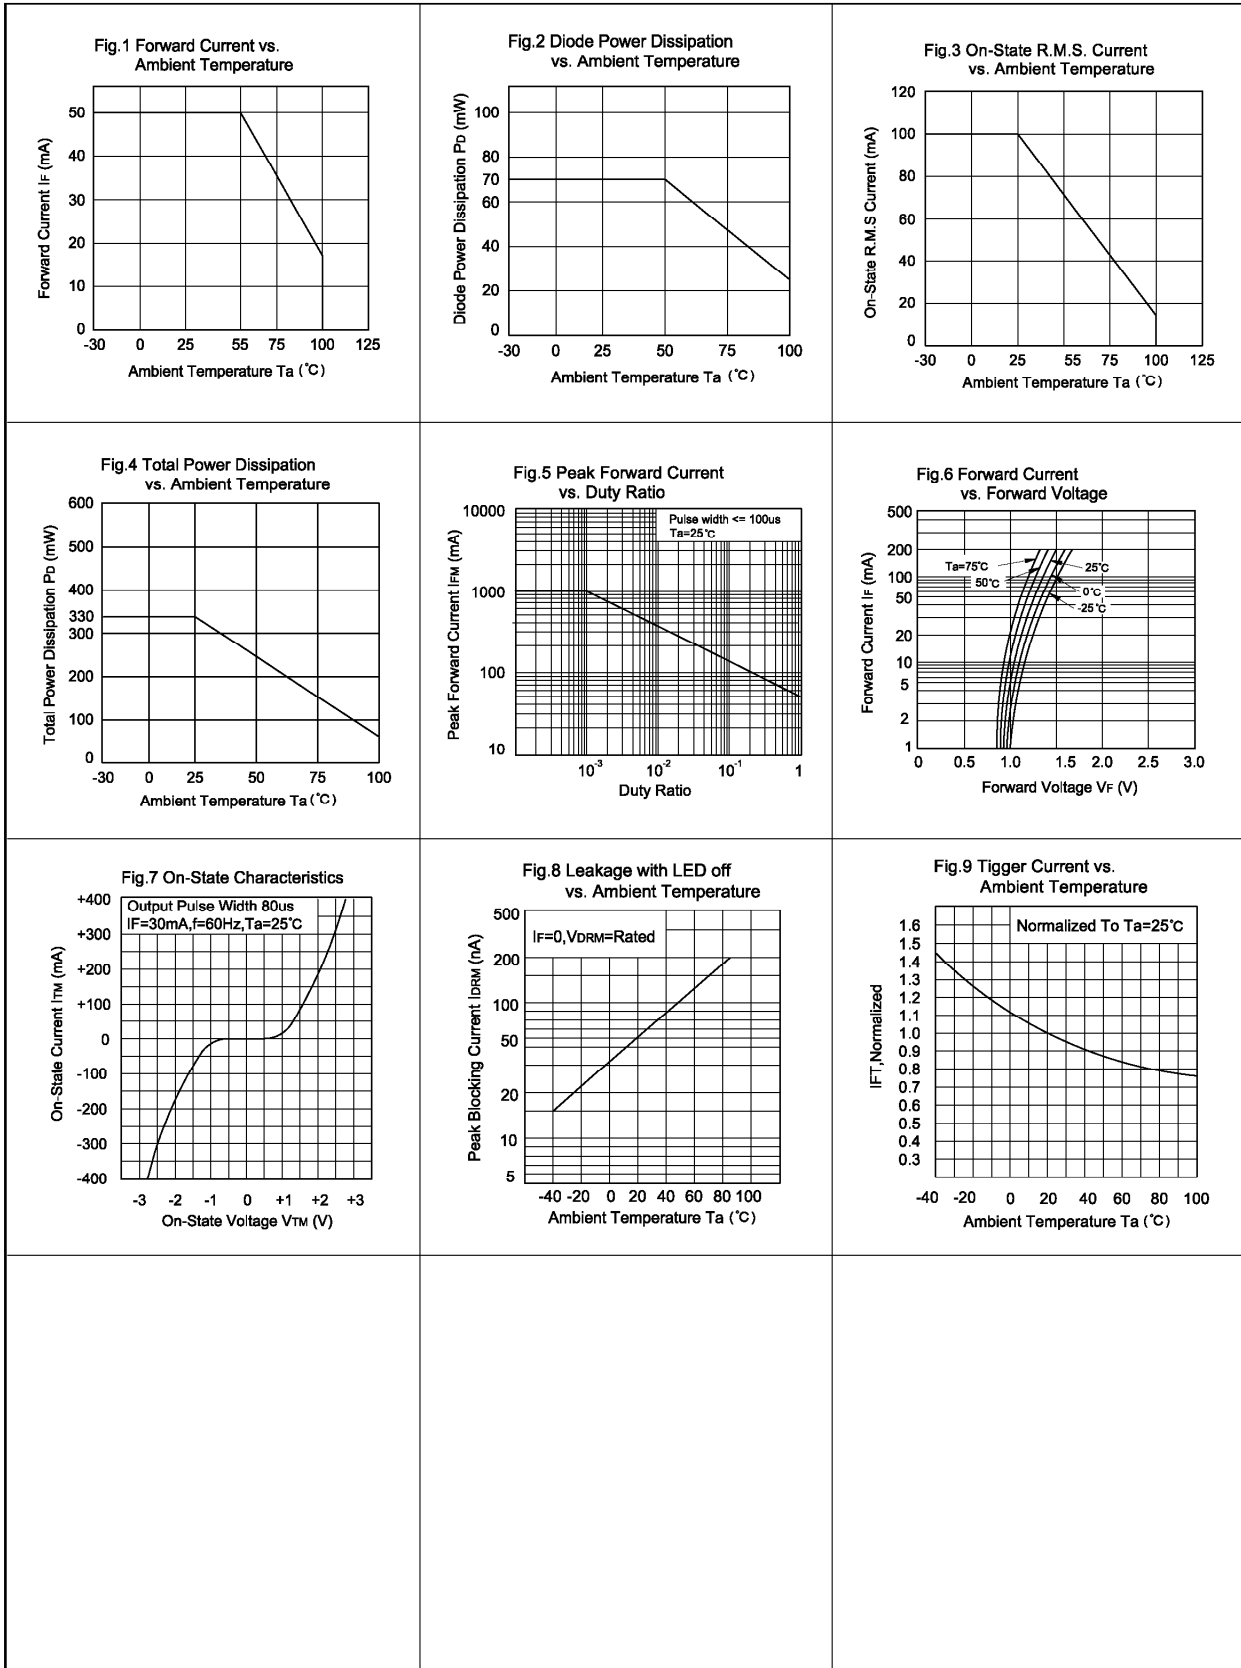 Fig.1 Forward Current vs.
Ambient Temperature
Forward Current IF (mA)
50
40
30
20
10
0
-30 0 25 55 75 100 125
Ambient Temperature Ta (°C)
Fig.2 Diode Power Dissipation
vs. Ambient Temperature
Diode Power Dissipation PD (mW)
100
80
70
60
40
20
0
-30 0 25 50 75 100
Ambient Temperature Ta (°C)
Fig.3 On-State R.M.S. Current
vs. Ambient Temperature
On-State R.M.S Current (mA)
120
100
80
60
40
20
0
-30 0 25 55 75 100 125
Ambient Temperature Ta (°C)
Fig.4 Total Power Dissipation
vs. Ambient Temperature
Total Power Dissipation PD (mW)
600
500
400
330
300
200
100
0
-30 0 25 50 75 100
Ambient Temperature Ta (°C)
Fig.5 Peak Forward Current
vs. Duty Ratio
Peak Forward Current IFM (mA)
Pulse width <= 100us
Ta=25°C
10000
1000
100
10
10-3 10-2 10-1 1
Duty Ratio
Fig.6 Forward Current
vs. Forward Voltage
Forward Current IF (mA)
500
200
100
50
20
10
5
2
1
Ta=75°C 25°C
50°C 0°C
-25°C
0 0.5 1.0 1.5 2.0 2.5 3.0
Forward Voltage VF (V)
Fig.7 On-State Characteristics
On-State Current ITM (mA)
Output Pulse Width 80us
IF=30mA,f=60Hz,Ta=25°C
+400
+300
+200
+100
0
-100
-200
-300
-400
-3 -2 -1 0 +1 +2 +3
On-State Voltage VTM (V)
Fig.8 Leakage with LED off
vs. Ambient Temperature
Peak Blocking Current IDRM (nA)
IF=0,VDRM=Rated
500
200
100
50
20
10
5
-40 -20 0 20 40 60 80 100
Ambient Temperature Ta (°C)
Fig.9 Tigger Current vs.
Ambient Temperature
IFT,Normalized
Normalized To Ta=25°C
1.6
1.5
1.4
1.2
1.1
1.0
0.9
0.8
0.7
0.6
0.5
0.4
0.3
-40 -20 0 20 40 60 80 100
Ambient Temperature Ta (°C)